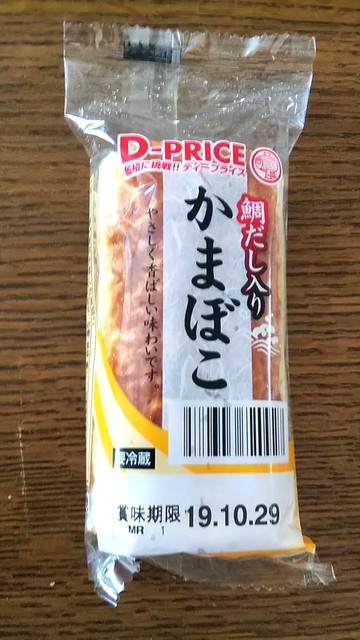 D-PRICE
価格に挑戦!! ディープライス
鯛だし入り
かまぼこ
やさしく香ばしい味わいです。
要冷蔵
賞味期限 19.10.29
MR 1